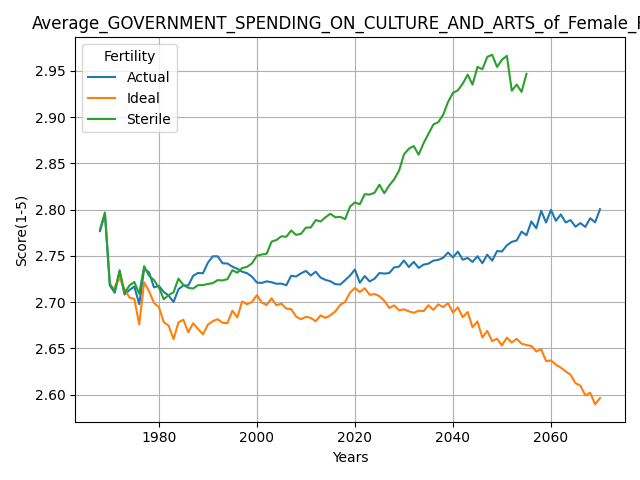 Average_GOVERNMENT_SPENDING_ON_CULTURE_AND_ARTS_of_Female_
Fertility
Actual
Ideal
Sterile
Score(1-5)
2.95
2.90
2.85
2.80
2.75
2.70
2.65
2.60
1980 2000 2020 2040 2060
Years